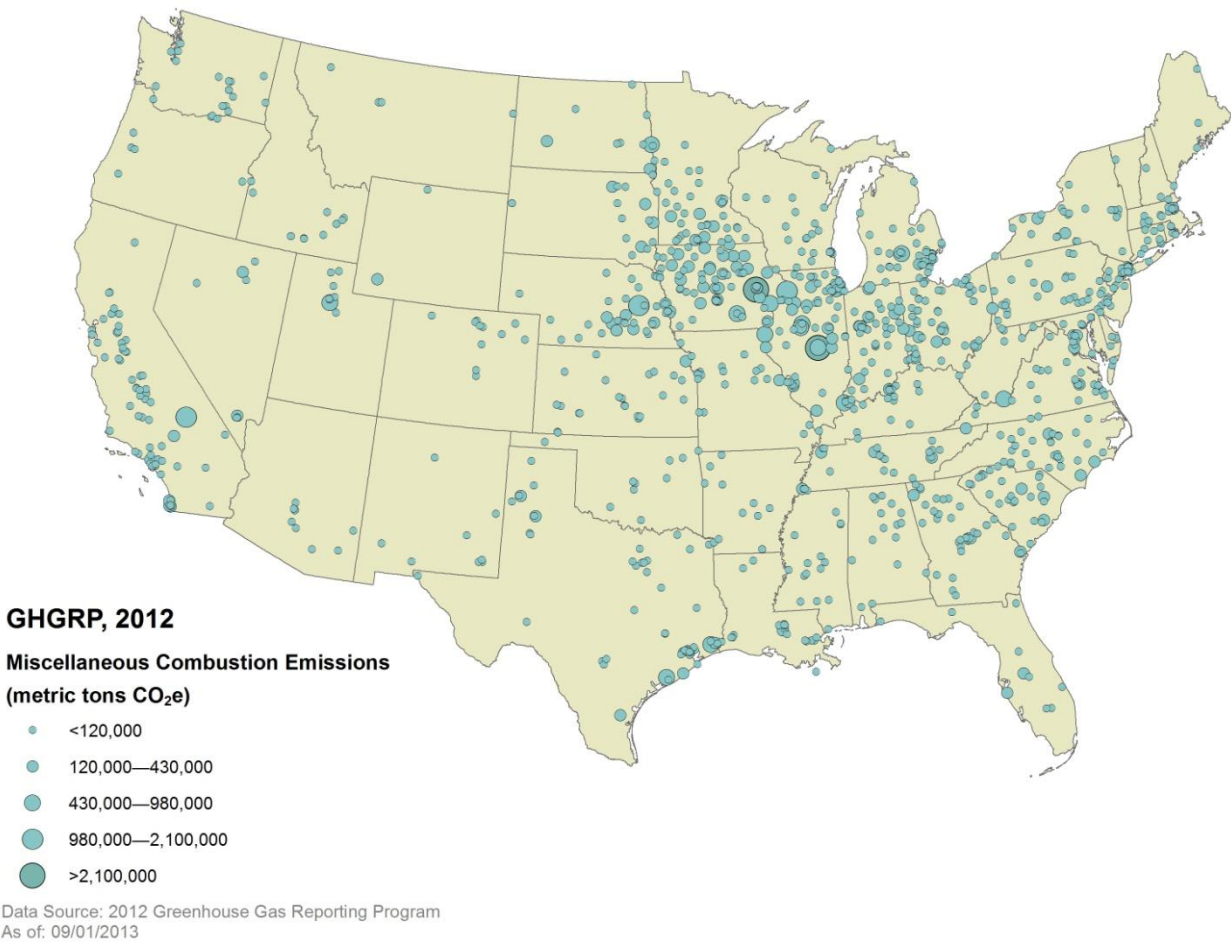 GHGRP, 2012
Miscellaneous Combustion Emissions
(metric tons CO₂e)
<120,000
120,000—430,000
430,000—980,000
980,000—2,100,000
>2,100,000
Data Source: 2012 Greenhouse Gas Reporting Program
As of: 09/01/2013